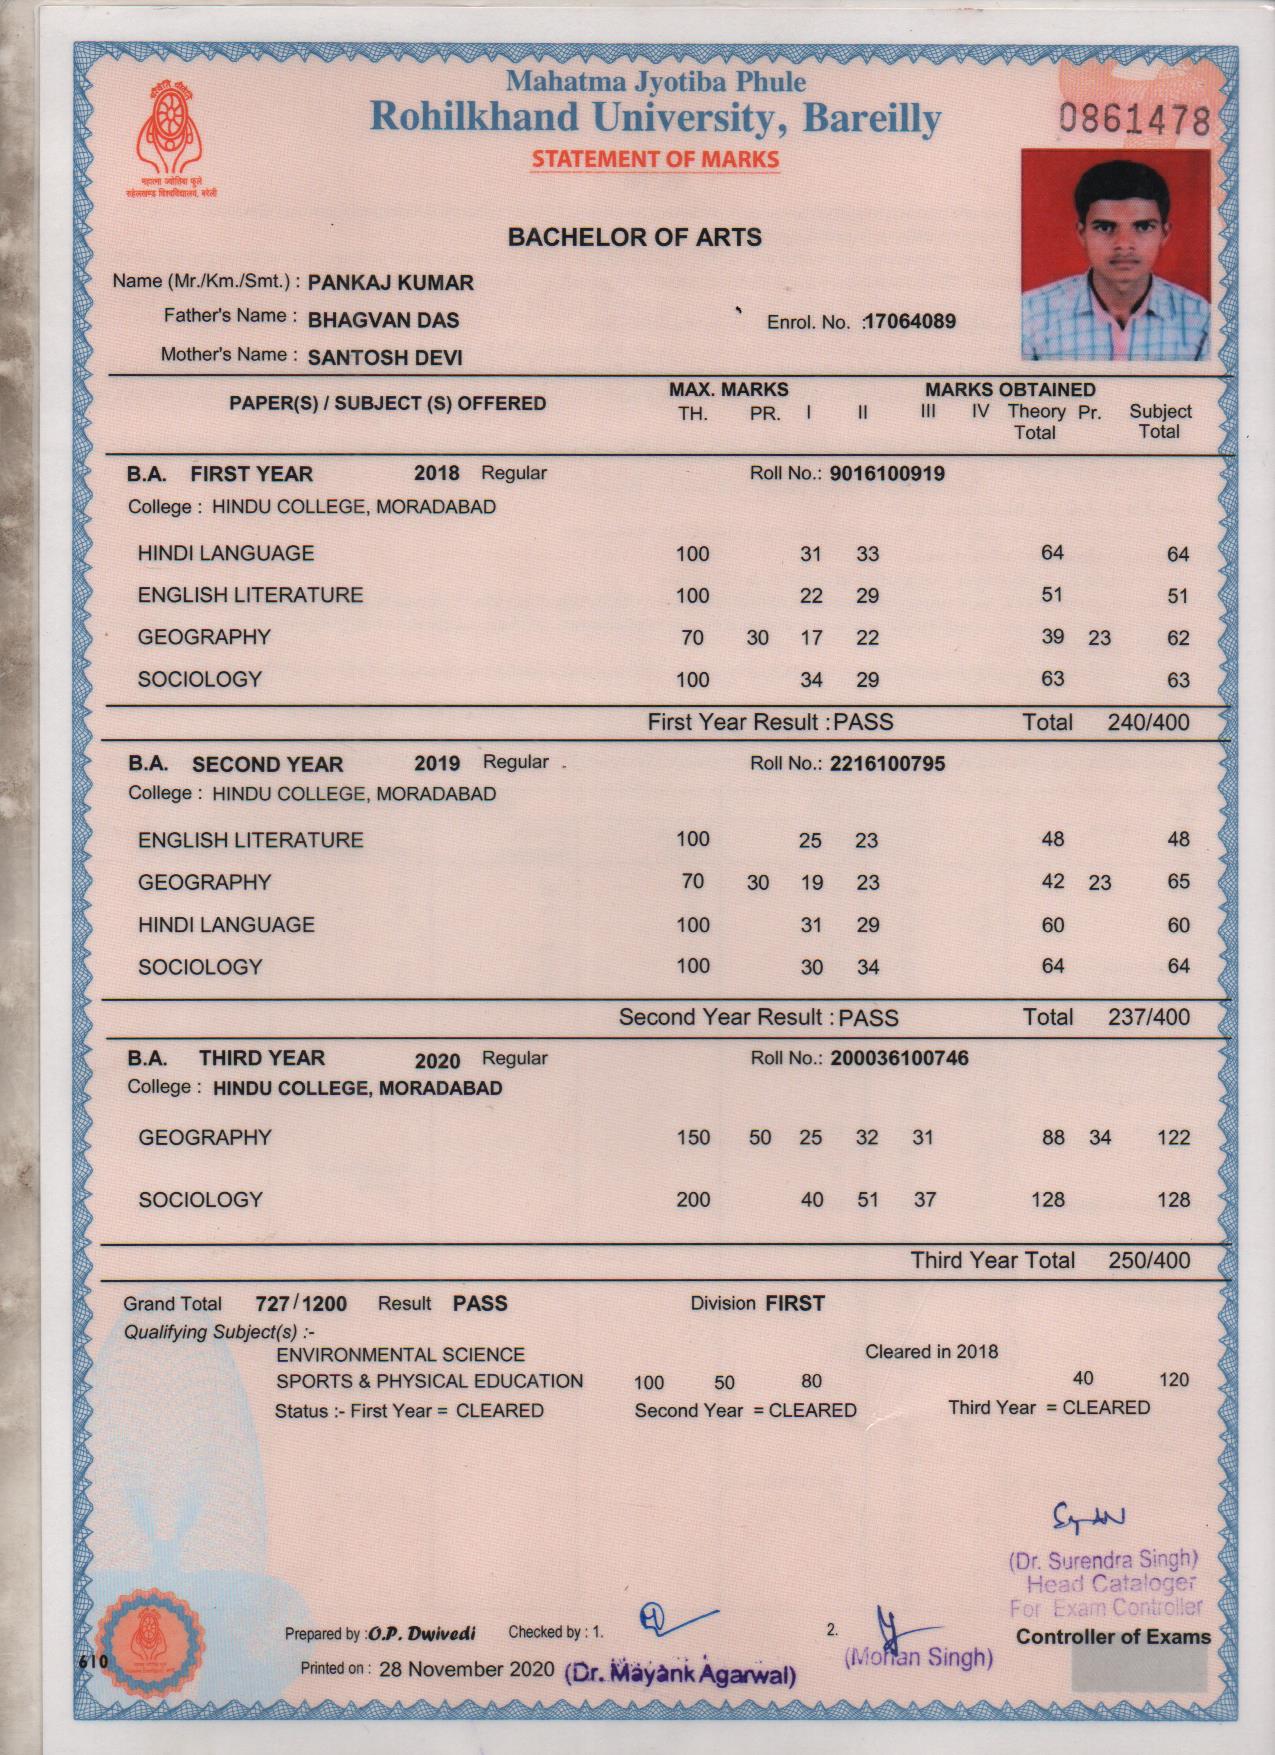 Mahatma Jyotiba Phule
Rohilkhand University, Bareilly
0861478
STATEMENT OF MARKS
महात्मा ज्योतिबा फुले
रुहेलखण्ड विश्वविद्यालय, बरेली
BACHELOR OF ARTS
Name (Mr./Km./Smt.) : PANKAJ KUMAR
Father's Name : BHAGVAN DAS
Enrol. No. :17064089
Mother's Name : SANTOSH DEVI
PAPER(S) / SUBJECT (S) OFFERED MAX. MARKS MARKS OBTAINED
TH. PR. I II III IV Theory Total Pr. Subject Total
B.A. FIRST YEAR 2018 Regular Roll No.: 9016100919
College : HINDU COLLEGE, MORADABAD
HINDI LANGUAGE 100 31 33 64 64
ENGLISH LITERATURE 100 22 29 51 51
GEOGRAPHY 70 30 17 22 39 23 62
SOCIOLOGY 100 34 29 63 63
First Year Result : PASS Total 240/400
B.A. SECOND YEAR 2019 Regular Roll No.: 2216100795
College : HINDU COLLEGE, MORADABAD
ENGLISH LITERATURE 100 25 23 48 48
GEOGRAPHY 70 30 19 23 42 23 65
HINDI LANGUAGE 100 31 29 60 60
SOCIOLOGY 100 30 34 64 64
Second Year Result : PASS Total 237/400
B.A. THIRD YEAR 2020 Regular Roll No.: 200036100746
College : HINDU COLLEGE, MORADABAD
GEOGRAPHY 150 50 25 32 31 88 34 122
SOCIOLOGY 200 40 51 37 128 128
Third Year Total 250/400
Grand Total 727/1200 Result PASS Division FIRST
Qualifying Subject(s) :-
ENVIRONMENTAL SCIENCE Cleared in 2018
SPORTS & PHYSICAL EDUCATION 100 50 80 40 120
Status :- First Year = CLEARED Second Year = CLEARED Third Year = CLEARED
(Dr. Surendra Singh)
Head Cataloger
For Exam Controller
Controller of Exams
Prepared by :O.P. Dwivedi Checked by : 1. 2.
(Mohan Singh)
610
Printed on : 28 November 2020 (Dr. Mayank Agarwal)